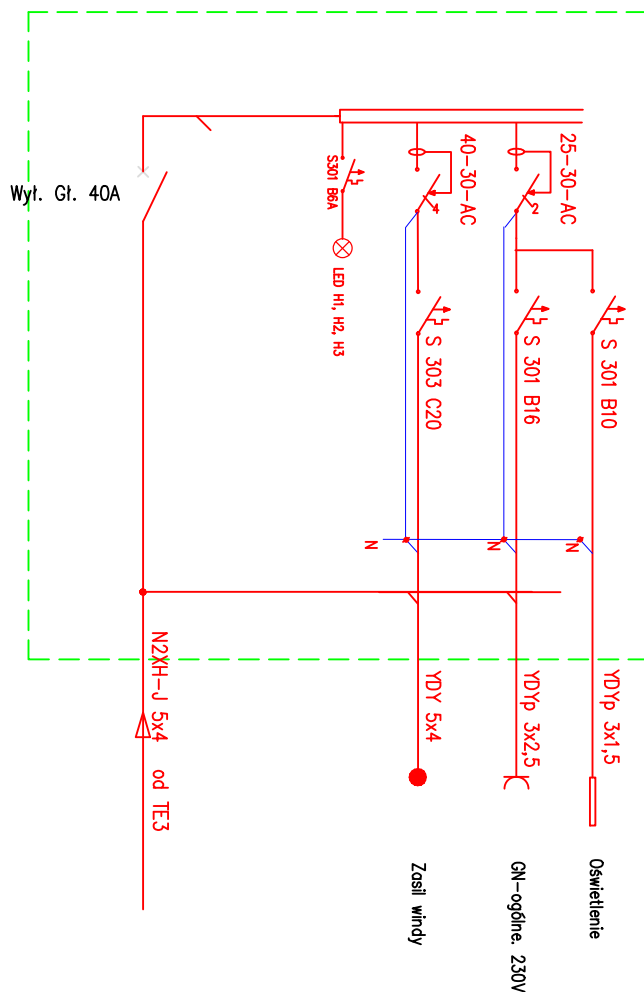 Wył. Gł. 40A
S301 B6A
LED H1, H2, H3
40-30-AC
4
25-30-AC
2
S 303 C20
S 301 B16
S 301 B10
N
N
N
N2XH-J 5x4 od TE3
YDY 5x4
YDYp 3x2,5
YDYp 3x1,5
Zasil windy
GN-ogólne. 230V
Oświetlenie